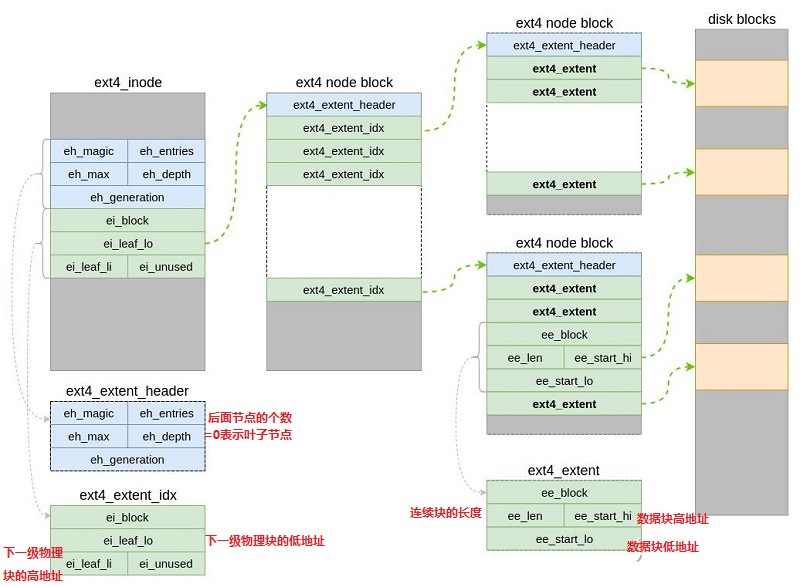 ext4_inode
eh_magic eh_entries
eh_max eh_depth
eh_generation
ei_block
ei_leaf_lo
ei_leaf_li ei_unused
ext4 node block
ext4_extent_header
ext4_extent_idx
ext4_extent_idx
ext4_extent_idx
ext4_extent_idx
ext4 node block
ext4_extent_header
ext4_extent
ext4_extent
ext4_extent
disk blocks
ext4 node block
ext4_extent_header
ext4_extent
ext4_extent
ee_block
ee_len ee_start_hi
ee_start_lo
ext4_extent
ext4_extent_header
eh_magic eh_entries
eh_max eh_depth
eh_generation
后面节点的个数
=0表示叶子节点
ext4_extent_idx
ei_block
ei_leaf_lo
ei_leaf_li ei_unused
下一级物理块的低地址
下一级物理
块的高地址
ext4_extent
ee_block
ee_len ee_start_hi
ee_start_lo
连续块的长度
数据块高地址
数据块低地址